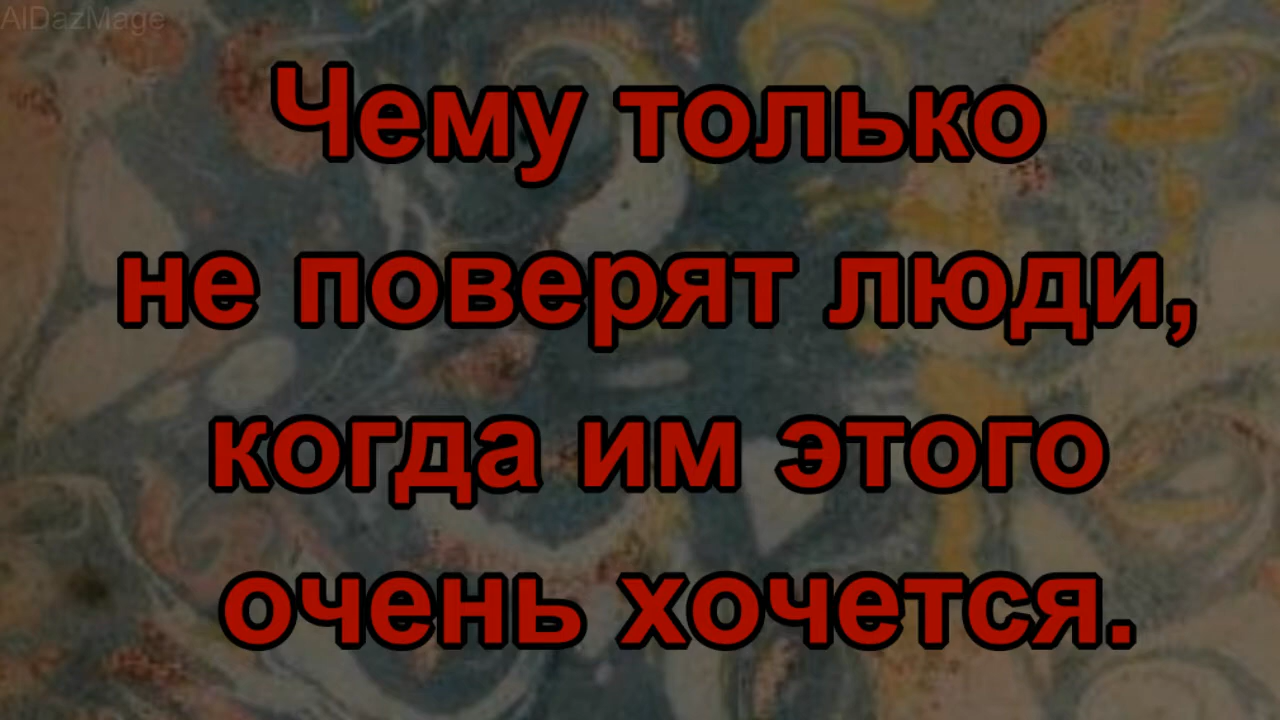 AlDazMage
Чему только
не поверят люди,
когда им этого
очень хочется.